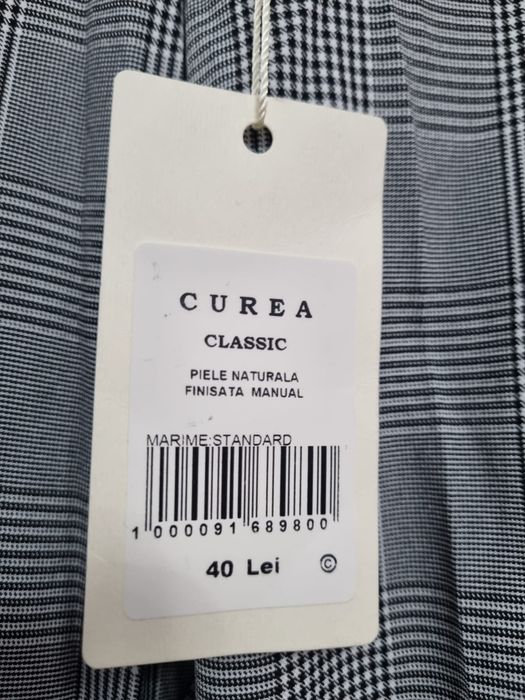 CUREA
CLASSIC
PIELE NATURALA
FINISATA MANUAL
MARIME:STANDARD
1 000091 689800
40 Lei ©